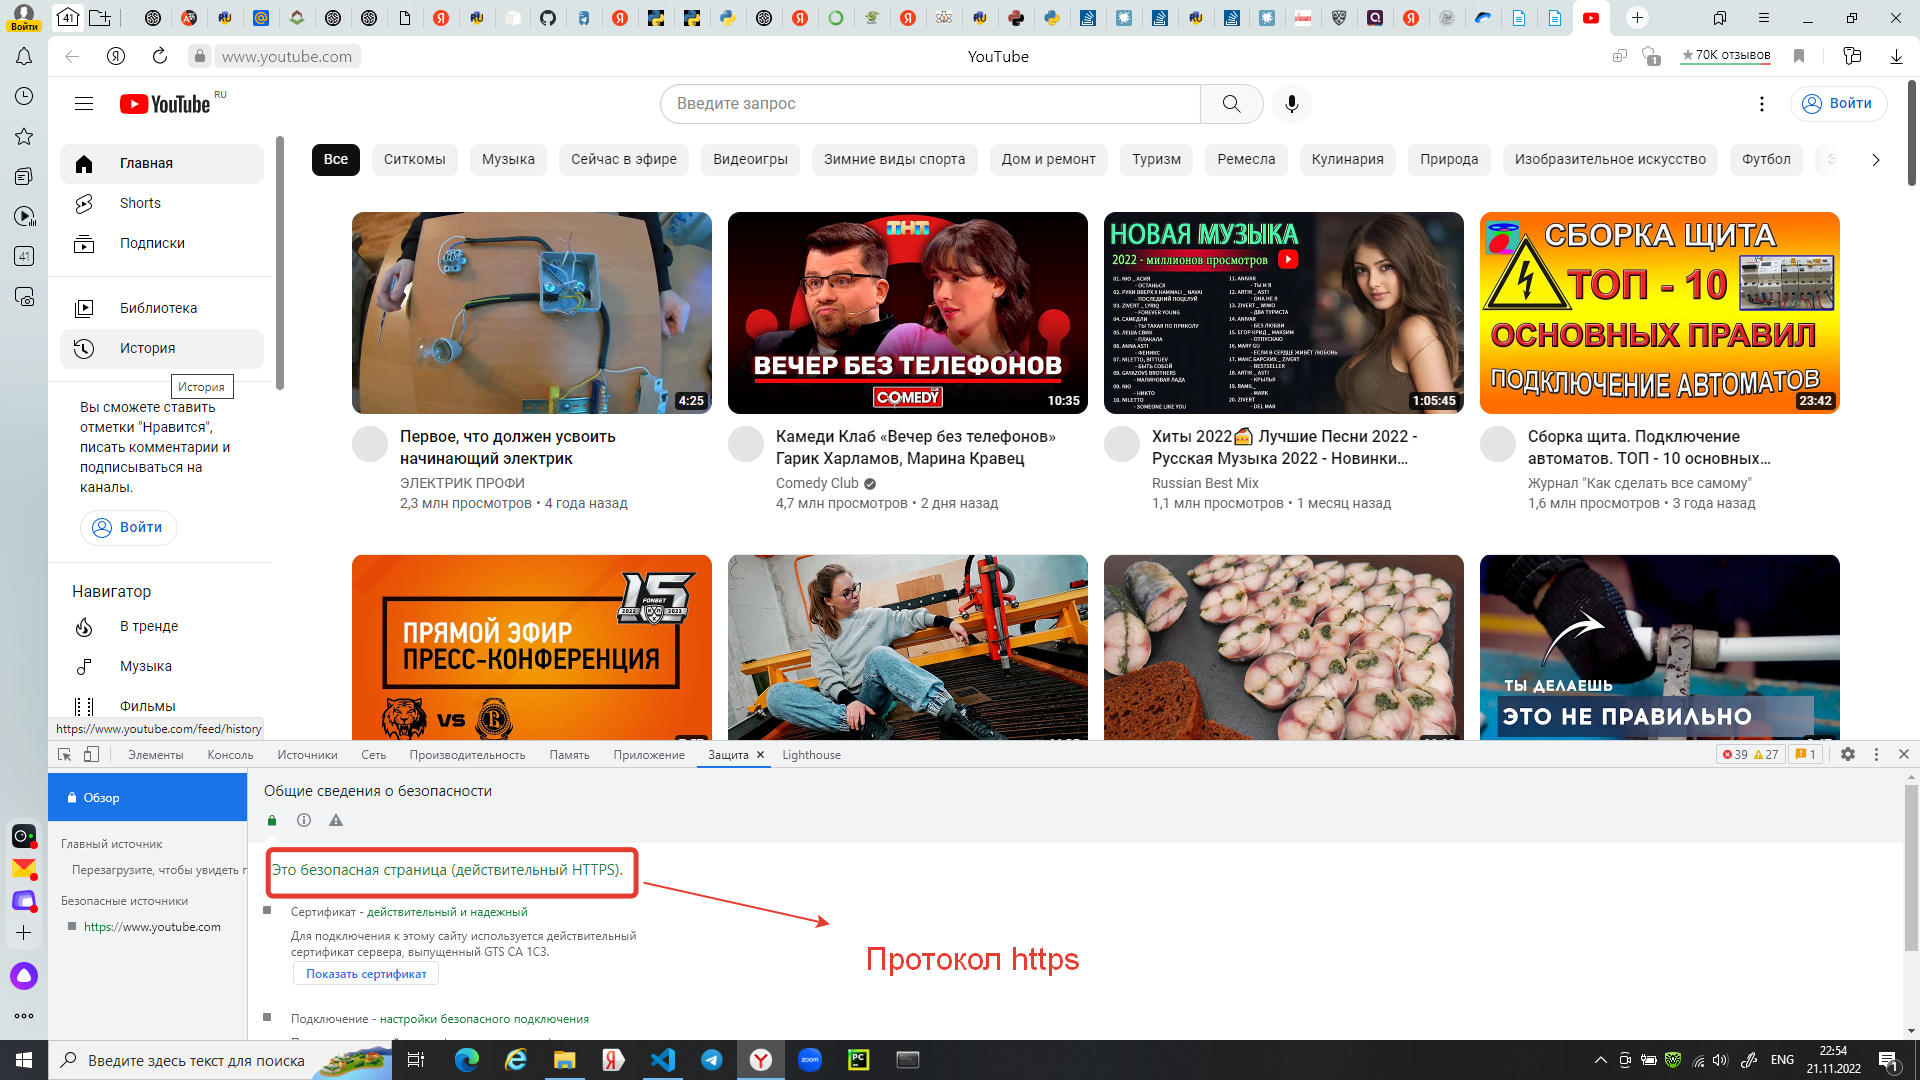 Войти
41
www.youtube.com
YouTube
1
★ 70K отзывов
YouTube RU
Введите запрос
Войти
Главная
Shorts
Подписки
Библиотека
История
История
Вы сможете ставить
отметки "Нравится",
писать комментарии и
подписываться на
каналы.
Войти
Навигатор
В тренде
Музыка
Фильмы
https://www.youtube.com/feed/history
Все
Ситкомы
Музыка
Сейчас в эфире
Видеоигры
Зимние виды спорта
Дом и ремонт
Туризм
Ремесла
Кулинария
Природа
Изобразительное искусство
Футбол
4:25
Первое, что должен усвоить
начинающий электрик
ЭЛЕКТРИК ПРОФИ
2,3 млн просмотров • 4 года назад
ТНТ
ВЕЧЕР БЕЗ ТЕЛЕФОНОВ
COMEDY
10:35
Камеди Клаб «Вечер без телефонов»
Гарик Харламов, Марина Кравец
Comedy Club
4,7 млн просмотров • 2 дня назад
НОВАЯ МУЗЫКА
2022 - миллионов просмотров
1:05:45
Хиты 2022 Лучшие Песни 2022 -
Русская Музыка 2022 - Новинки...
Russian Best Mix
1,1 млн просмотров • 1 месяц назад
СБОРКА ЩИТА
ТОП - 10
ОСНОВНЫХ ПРАВИЛ
ПОДКЛЮЧЕНИЕ АВТОМАТОВ
23:42
Сборка щита. Подключение
автоматов. ТОП - 10 основных...
Журнал "Как сделать все самому"
1,6 млн просмотров • 3 года назад
15
FONBET
2022 КХЛ 2023
ПРЯМОЙ ЭФИР
ПРЕСС-КОНФЕРЕНЦИЯ
VS
ТЫ ДЕЛАЕШЬ
ЭТО НЕ ПРАВИЛЬНО
Элементы
Консоль
Источники
Сеть
Производительность
Память
Приложение
Защита
Lighthouse
39
27
1
Обзор
Главный источник
Перезагрузите, чтобы увидеть
Безопасные источники
https://www.youtube.com
Общие сведения о безопасности
Это безопасная страница (действительный HTTPS).
Сертификат - действительный и надежный
Для подключения к этому сайту используется действительный
сертификат сервера, выпущенный GTS CA 1C3.
Показать сертификат
Подключение - настройки безопасного подключения
Протокол https
Введите здесь текст для поиска
zoom
PC
ENG
22:54
21.11.2022
1